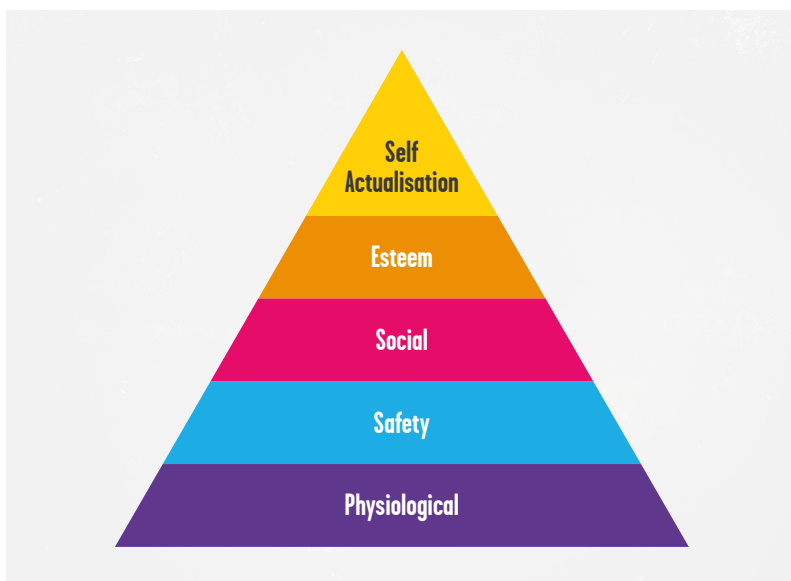 Self
Actualisation
Esteem
Social
Safety
Physiological